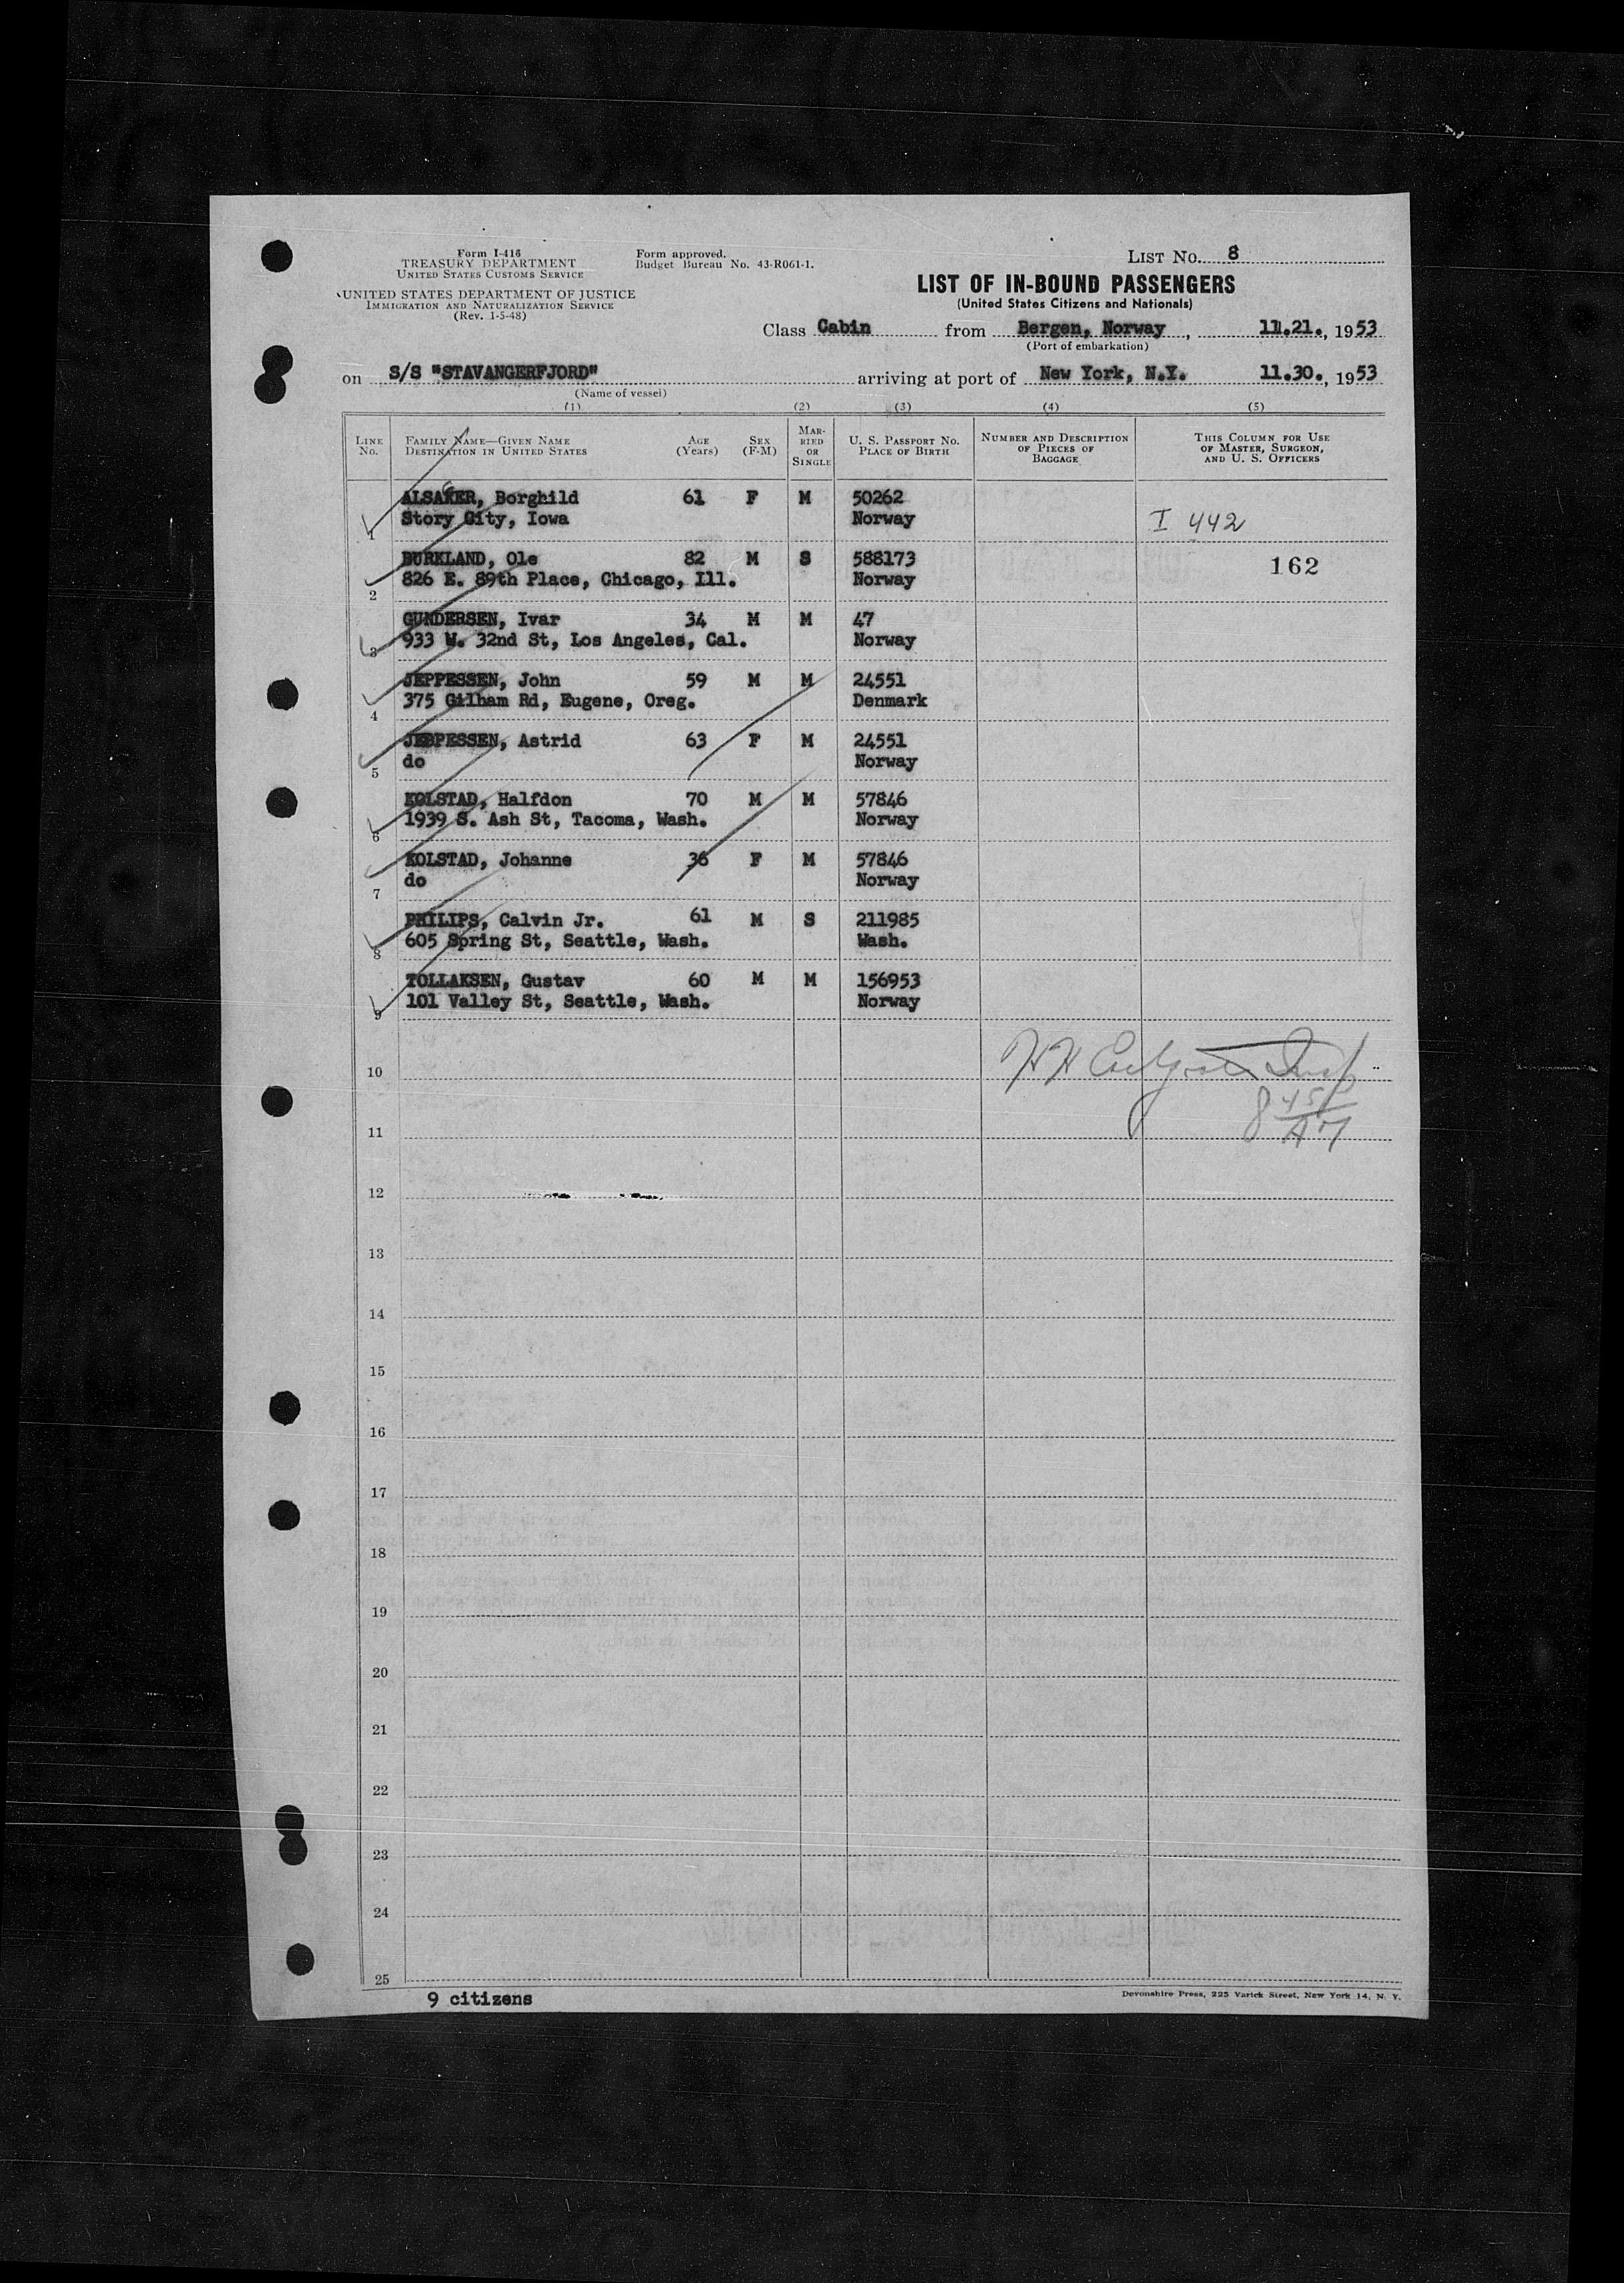 Form I-416
TREASURY DEPARTMENT
UNITED STATES CUSTOMS SERVICE
UNITED STATES DEPARTMENT OF JUSTICE
IMMIGRATION AND NATURALIZATION SERVICE
(Rev. 1-5-48)
Form approved.
Budget Bureau No. 43-R061-1.
LIST No. 8
LIST OF IN-BOUND PASSENGERS
(United States Citizens and Nationals)
Class Cabin from Bergen, Norway, 11.21., 1953
(Port of embarkation)
on S/S "STAVANGERFJORD" arriving at port of New York, N.Y. 11.30., 1953
(Name of vessel)
(1) (2) (3) (4) (5)
LINE No. FAMILY NAME—GIVEN NAME DESTINATION IN UNITED STATES AGE (Years) SEX (F-M) MARRIED OR SINGLE U. S. PASSPORT No. PLACE OF BIRTH NUMBER AND DESCRIPTION OF PIECES OF BAGGAGE THIS COLUMN FOR USE OF MASTER, SURGEON, AND U. S. OFFICERS
ALSAKER, Borghild 61 F M 50262
1 Story City, Iowa Norway I 442
BURKLAND, Ole 82 M S 588173 162
2 826 E. 89th Place, Chicago, Ill. Norway
GUNDERSEN, Ivar 34 M M 47
3 933 W. 32nd St, Los Angeles, Cal. Norway
JEPPESSEN, John 59 M M 24551
4 375 Gilham Rd, Eugene, Oreg. Denmark
JEPPESSEN, Astrid 63 F M 24551
5 do Norway
KOLSTAD, Halfdon 70 M M 57846
6 1939 S. Ash St, Tacoma, Wash. Norway
KOLSTAD, Johanne 36 F M 57846
7 do Norway
PHILIPS, Calvin Jr. 61 M S 211985
8 605 Spring St, Seattle, Wash. Wash.
TOLLAKSEN, Gustav 60 M M 156953
9 101 Valley St, Seattle, Wash. Norway
10
11
12
13
14
15
16
17
18
19
20
21
22
23
24
25
9 citizens
Devonshire Press, 225 Varick Street, New York 14, N. Y.